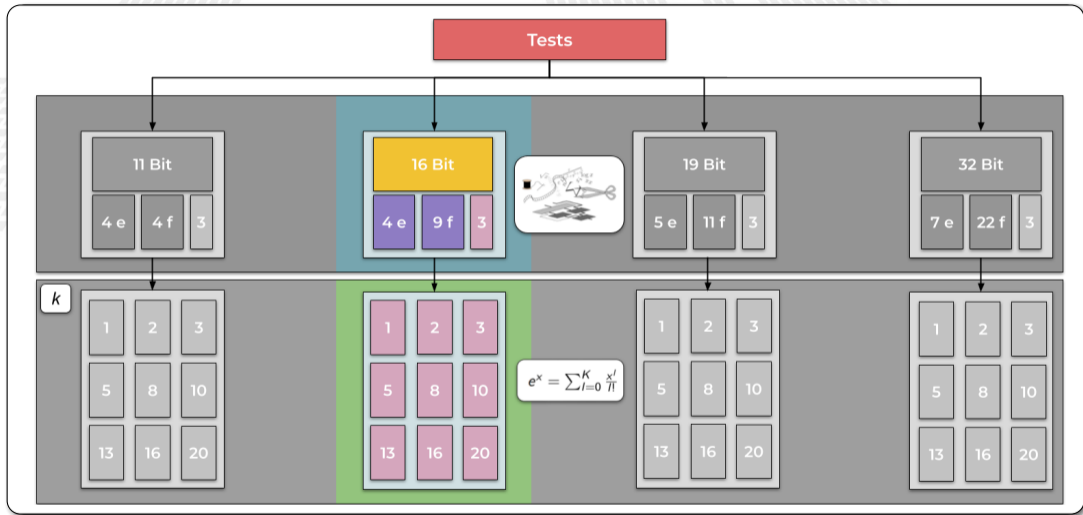 Tests
11 Bit
16 Bit
19 Bit
32 Bit
4 e 4 f 3
4 e 9 f 3
5 e 11 f 3
7 e 22 f 3
k
1 2 3
5 8 10
13 16 20
1 2 3
5 8 10
13 16 20
e^x = \sum_{l=0}^{K} \frac{x^l}{l!}
1 2 3
5 8 10
13 16 20
1 2 3
5 8 10
13 16 20